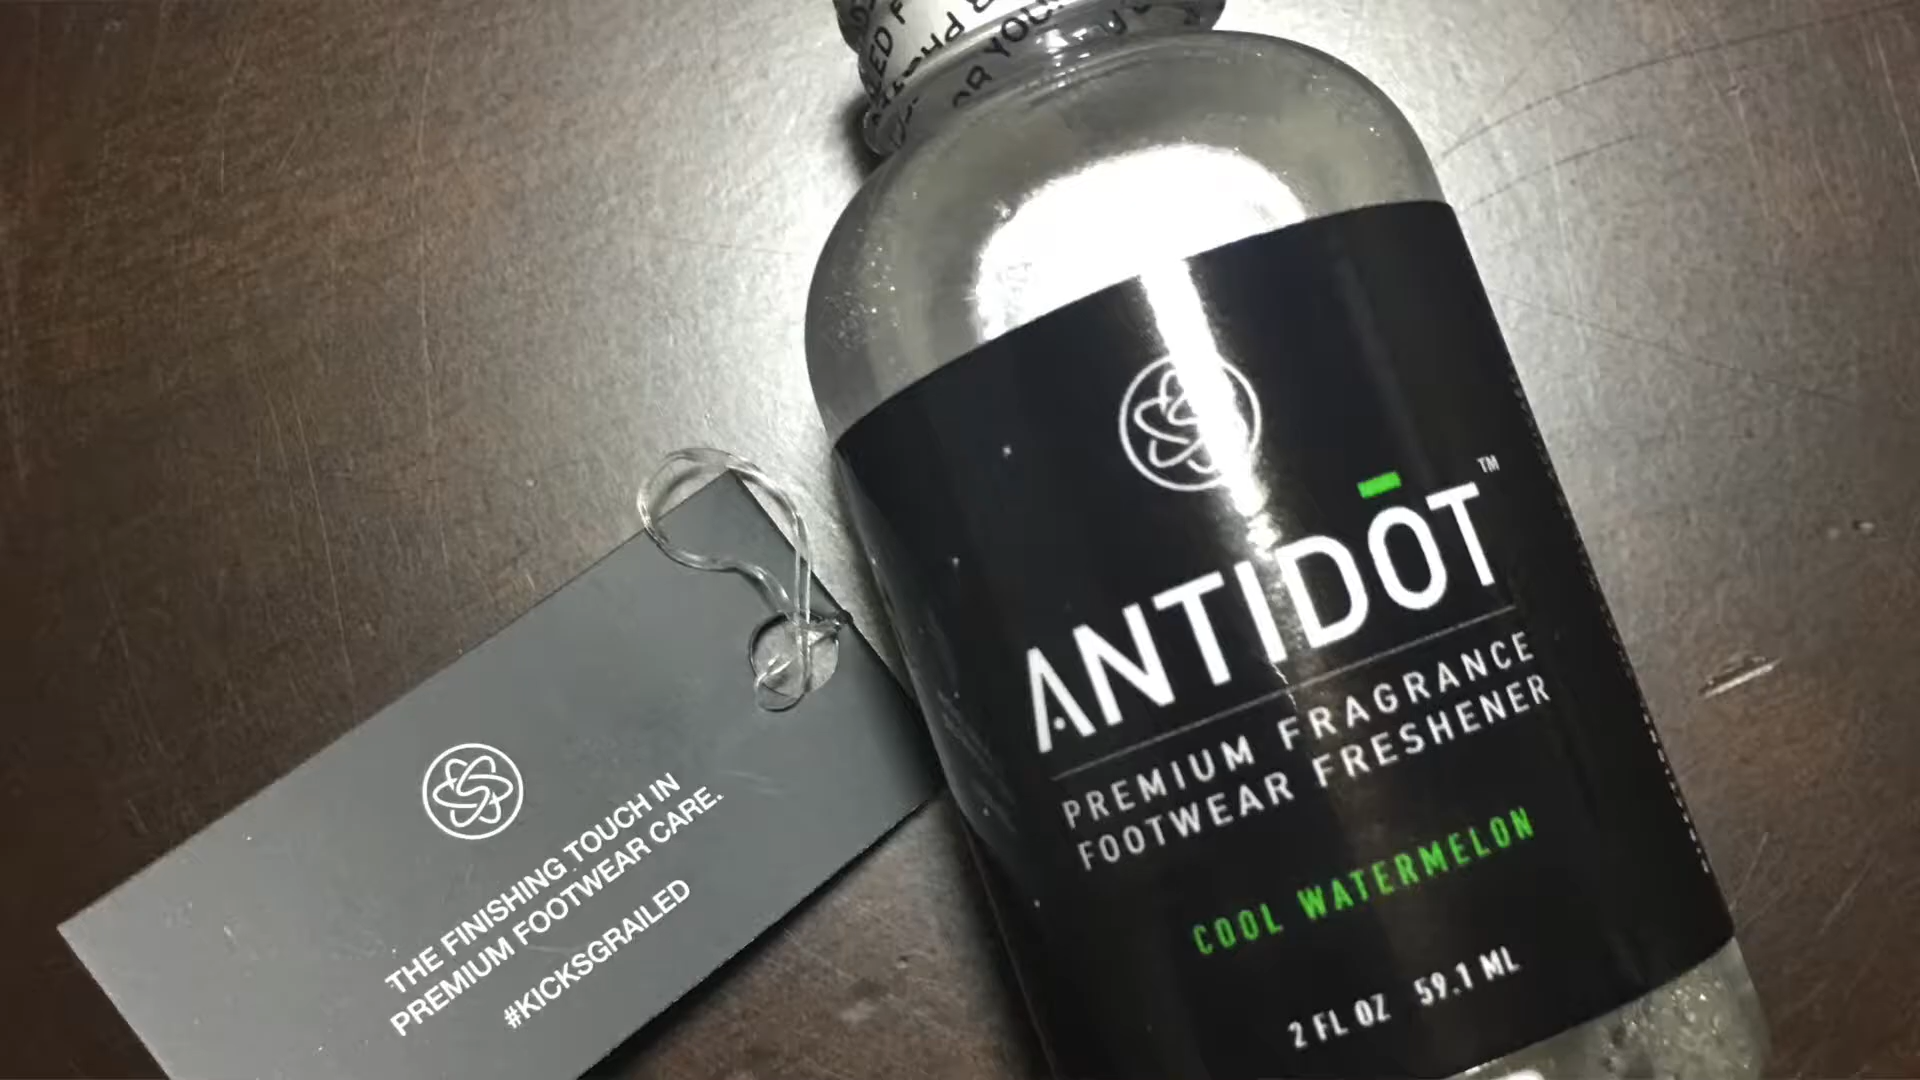 ANTIDŌT™
PREMIUM FRAGRANCE
FOOTWEAR FRESHENER
COOL WATERMELON
2 FL OZ 59.1 ML
THE FINISHING TOUCH IN
PREMIUM FOOTWEAR CARE.
#KICKSGRAILED